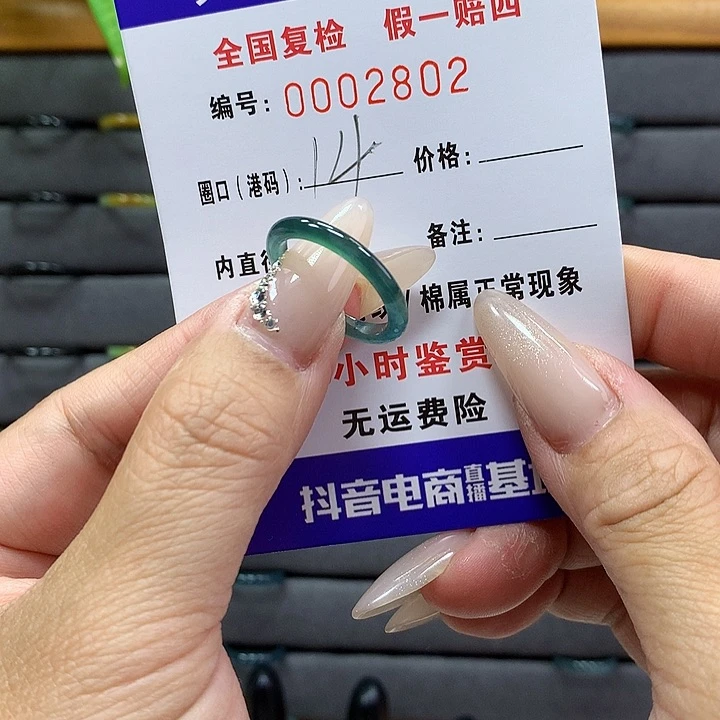 全国复检 假一赔四
编号: 0002802
圈口(港码): 14 价格:
内直径 备注:
棉属正常现象
小时鉴赏
无运费险
抖音电商直播基地